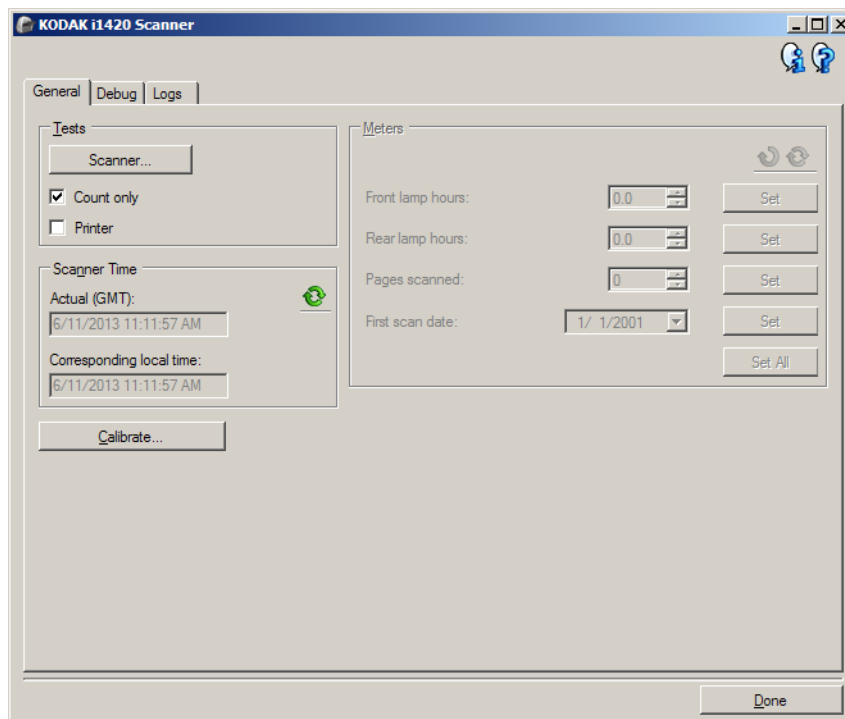 KODAK i1420 Scanner
General
Debug
Logs
Tests
Scanner...
Count only
Printer
Scanner Time
Actual (GMT):
6/11/2013 11:11:57 AM
Corresponding local time:
6/11/2013 11:11:57 AM
Calibrate...
Meters
Front lamp hours:
0.0
Set
Rear lamp hours:
0.0
Set
Pages scanned:
0
Set
First scan date:
1/ 1/2001
Set
Set All
Done